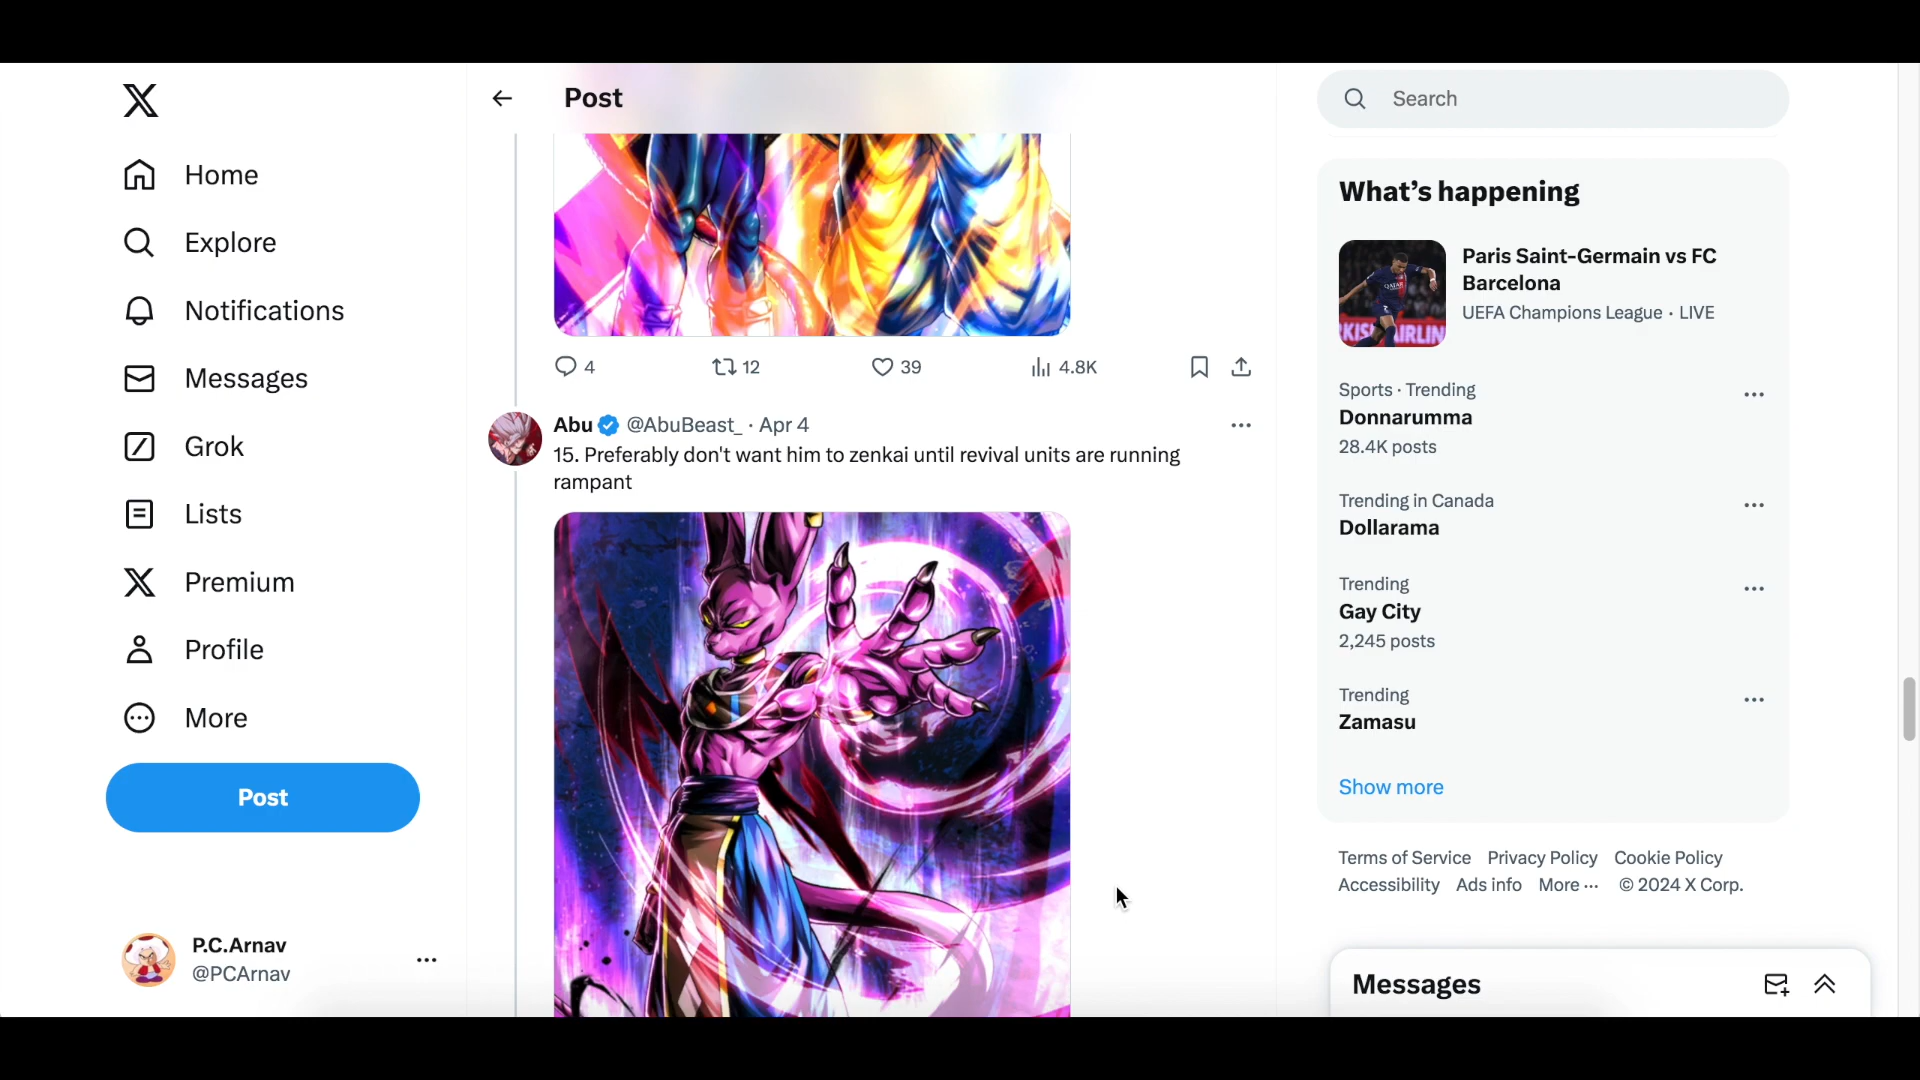 Home
Explore
Notifications
Messages
Grok
Lists
Premium
Profile
More
Post
P.C.Arnav
@PCArnav
Post
4 12 39 4.8K
Abu @AbuBeast_ · Apr 4
15. Preferably don't want him to zenkai until revival units are running
rampant
Search
What's happening
Paris Saint-Germain vs FC
Barcelona
UEFA Champions League · LIVE
Sports · Trending
Donnarumma
28.4K posts
Trending in Canada
Dollarama
Trending
Gay City
2,245 posts
Trending
Zamasu
Show more
Terms of Service Privacy Policy Cookie Policy
Accessibility Ads info More ··· © 2024 X Corp.
Messages